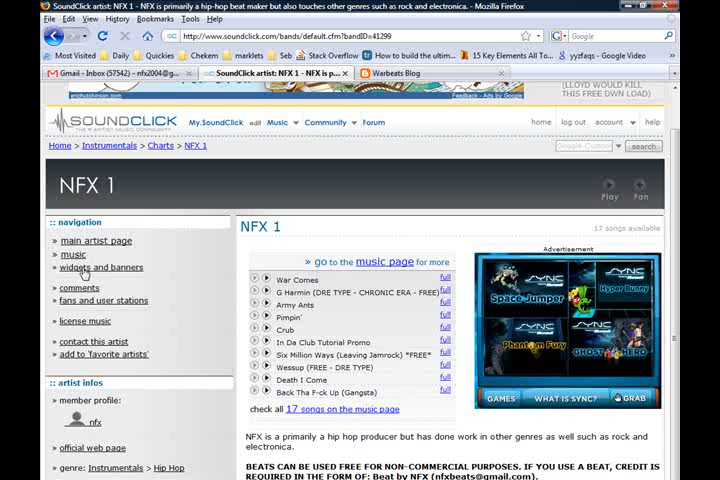 SoundClick artist: NFX 1 - NFX is primarily a hip-hop beat maker but also touches other genres such as rock and electronica. - Mozilla Firefox
File Edit View History Bookmarks Tools Help
http://www.soundclick.com/bands/default.cfm?bandID=41299
Google
Most Visited Daily Quickies Chekem marklets Seb Stack Overflow How to build the ultim... 15 Key Elements All To... yyzfaqs - Google Video
Gmail - Inbox (57542) - nfx2004@g... SoundClick artist: NFX 1 - NFX is p... Warbeats Blog
Feedback - Ads by Google
(LLOYD WOULD KILL
THIS FREE DWN LOAD)
SOUNDCLICK
My.SoundClick edit Music Community Forum
home log out account help
Home > Instrumentals > Charts > NFX 1
search
NFX 1
Play Fan
:: navigation
» main artist page
» music
» widgets and banners
» comments
» fans and user stations
» license music
» contact this artist
» add to 'favorite artists'
:: artist infos
» member profile:
nfx
» official web page
» genre: Instrumentals > Hip Hop
NFX 1
17 songs available
» go to the music page for more
War Comes full
G Harmin (DRE TYPE - CHRONIC ERA - FREE) full
Army Ants full
Pimpin' full
Crub full
In Da Club Tutorial Promo full
Six Million Ways (Leaving Jamrock) *FREE* full
Wessup (FREE - DRE TYPE) full
Death I Come full
Back Tha F-ck Up (Gangsta) full
check all 17 songs on the music page
Advertisement
SYNC
Space Jumper
SYNC
Hyper Bunny
SYNC
Phantom Fury
SYNC
GHOST HERO
GAMES WHAT IS SYNC? GRAB
NFX is a primarily a hip hop producer but has done work in other genres as well such as rock and
electronica.
BEATS CAN BE USED FREE FOR NON-COMMERCIAL PURPOSES. IF YOU USE A BEAT, CREDIT IS
REQUIRED IN THE FORM OF: Beat by NFX (nfxbeats@gmail.com).